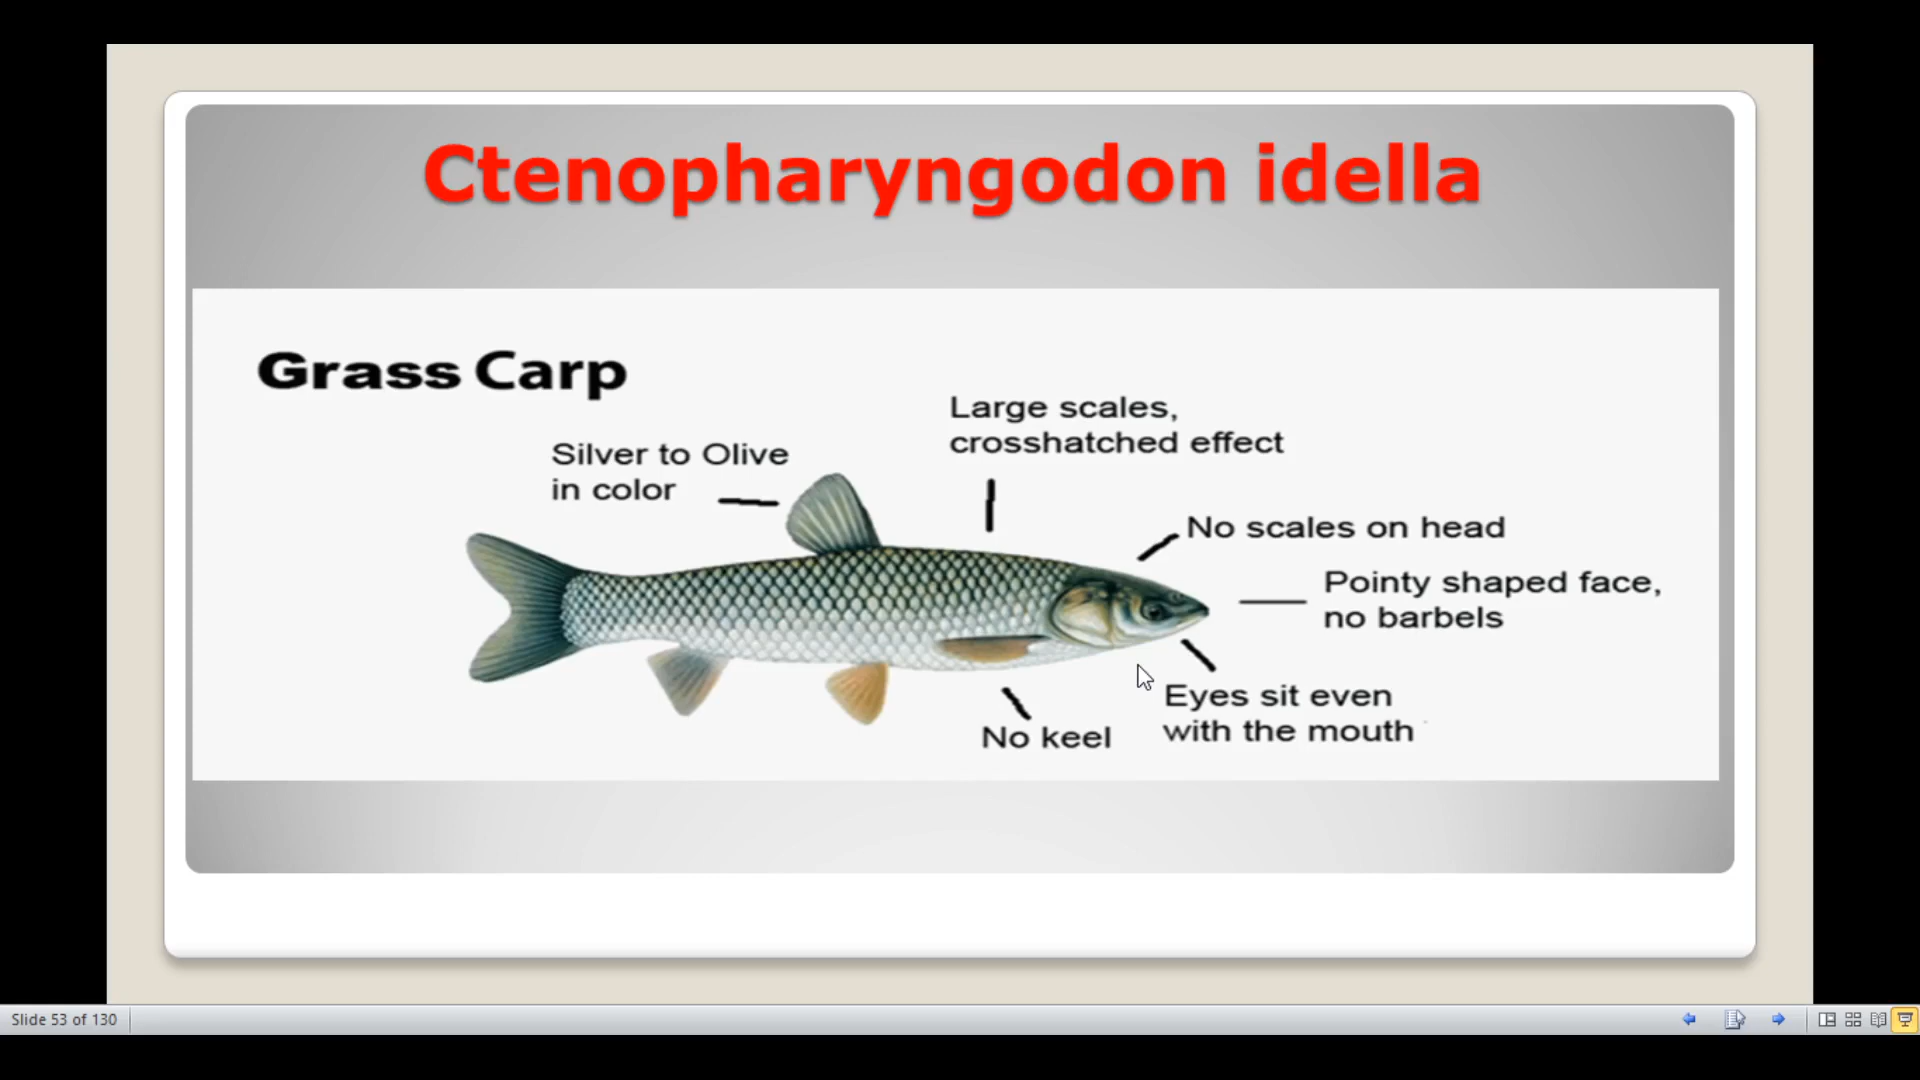 Ctenopharyngodon idella
Grass Carp
Large scales,
crosshatched effect
Silver to Olive
in color
No scales on head
Pointy shaped face,
no barbels
Eyes sit even
with the mouth
No keel
Slide 53 of 130